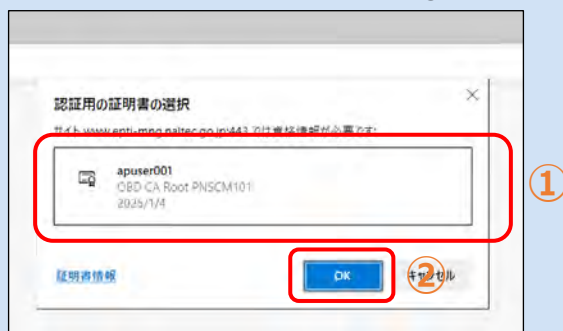 認証用の証明書の選択
サイト www.enti-mng.naltec.go.jp:443 では資格情報が必要です:
apuser001
OBD CA Root PNSCM101
2025/1/4
①
証明書情報
OK
②
キャンセル